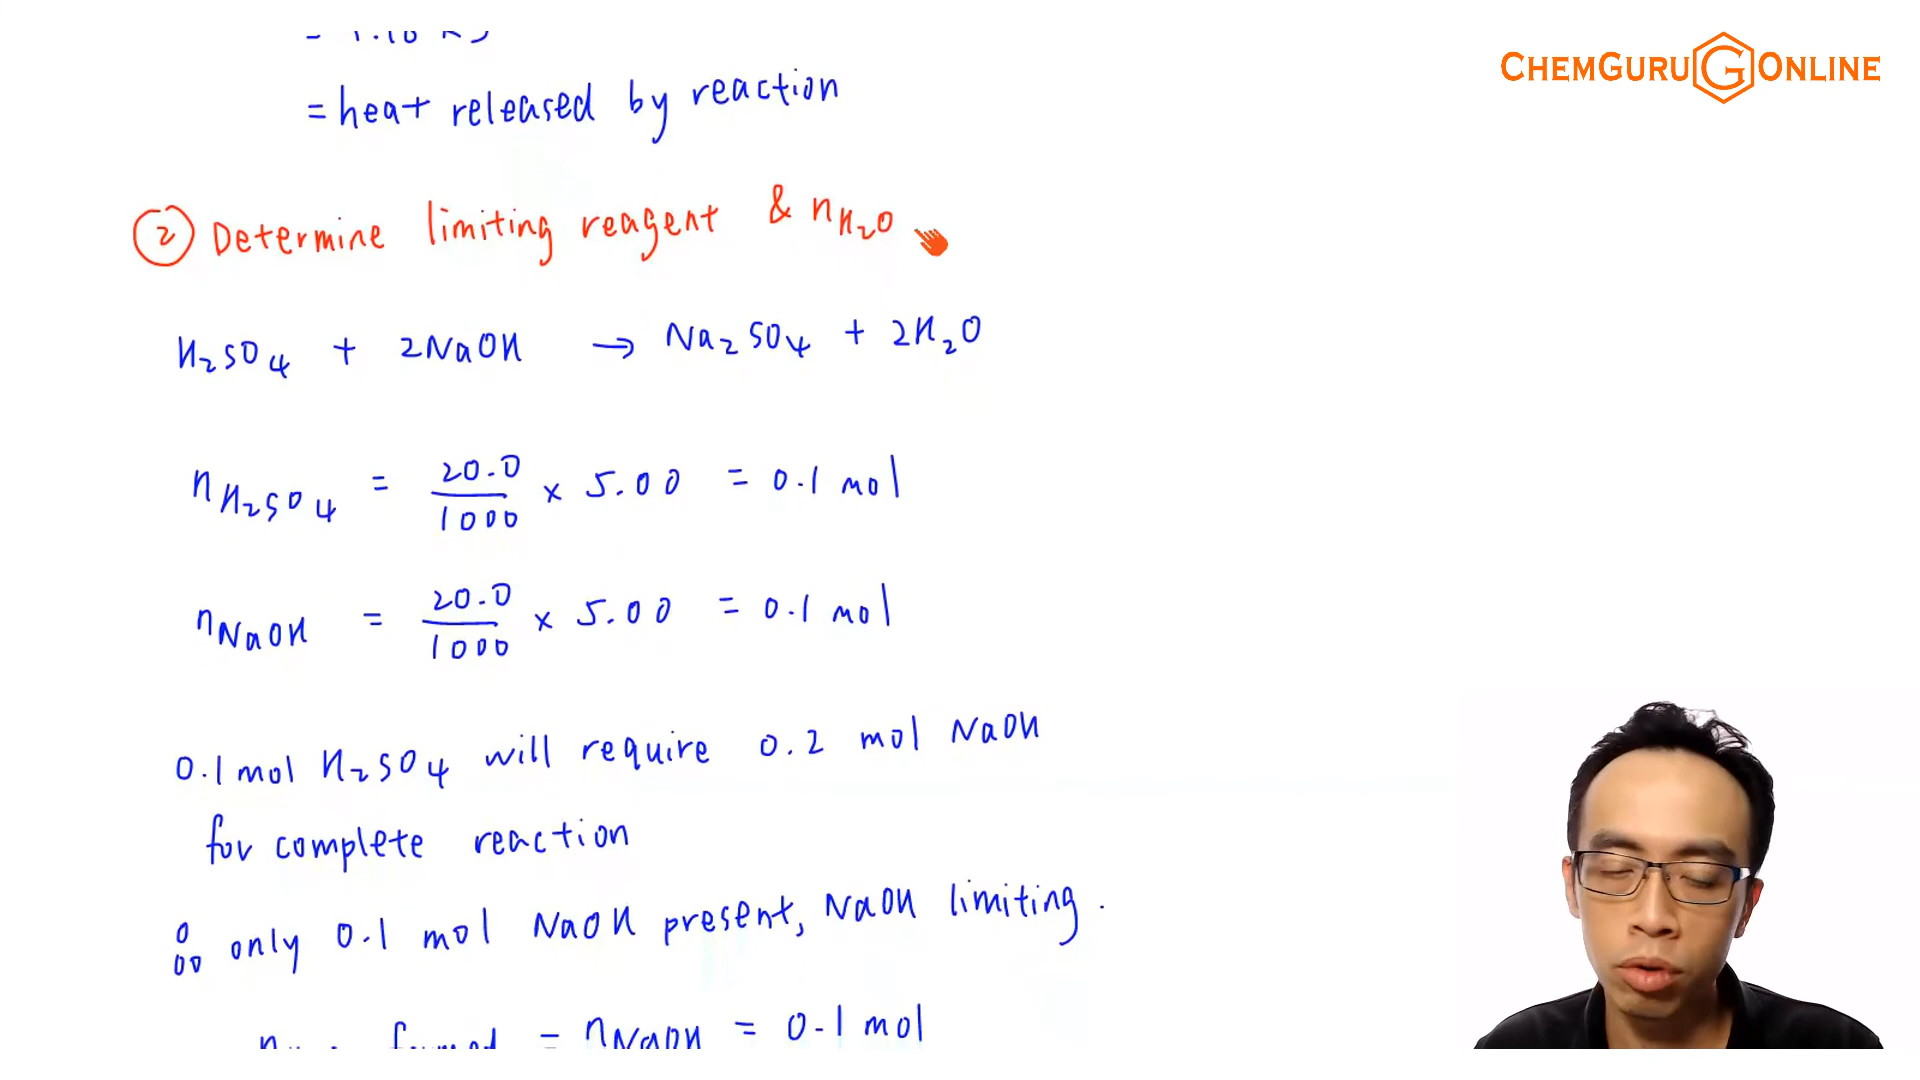 CHEMGURU G ONLINE
= heat released by reaction
② Determine limiting reagent & nH₂O
H₂SO₄ + 2NaOH → Na₂SO₄ + 2H₂O
nH₂SO₄ = 20.0/1000 × 5.00 = 0.1 mol
nNaOH = 20.0/1000 × 5.00 = 0.1 mol
0.1 mol H₂SO₄ will require 0.2 mol NaOH
for complete reaction
∴ only 0.1 mol NaOH present, NaOH limiting.
formed = nNaOH = 0.1 mol